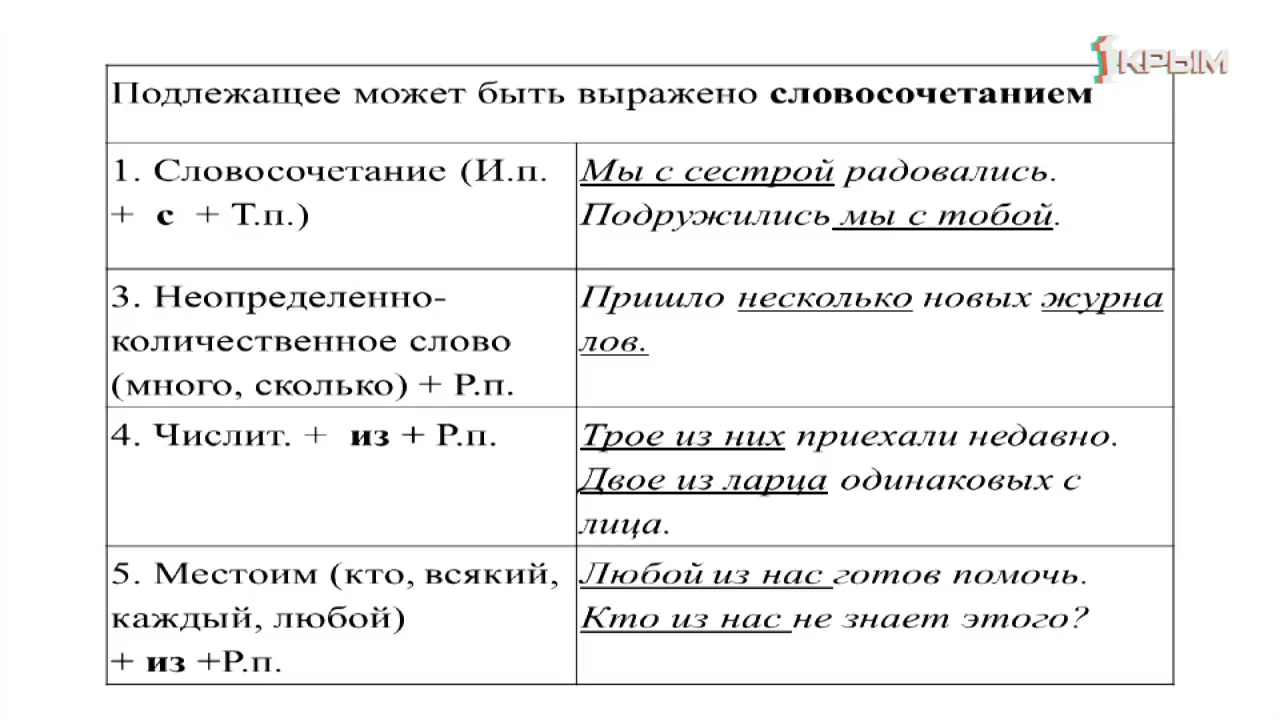 1КРЫМ
Подлежащее может быть выражено словосочетанием
1. Словосочетание (И.п.
+ с + Т.п.)
Мы с сестрой радовались.
Подружились мы с тобой.
3. Неопределенно-
количественное слово
(много, сколько) + Р.п.
Пришло несколько новых журна
лов.
4. Числит. + из + Р.п.
Трое из них приехали недавно.
Двое из ларца одинаковых с
лица.
5. Местоим (кто, всякий,
каждый, любой)
+ из +Р.п.
Любой из нас готов помочь.
Кто из нас не знает этого?